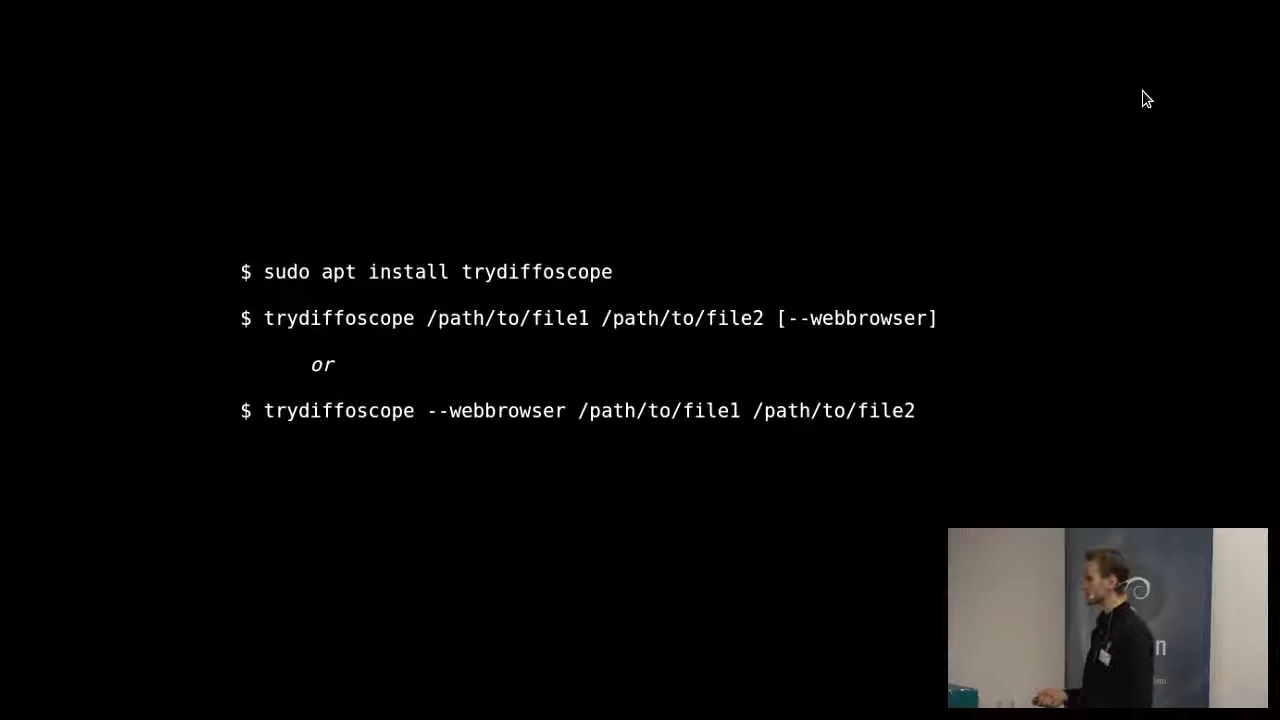 $ sudo apt install trydiffoscope
$ trydiffoscope /path/to/file1 /path/to/file2 [--webbrowser]
or
$ trydiffoscope --webbrowser /path/to/file1 /path/to/file2
n